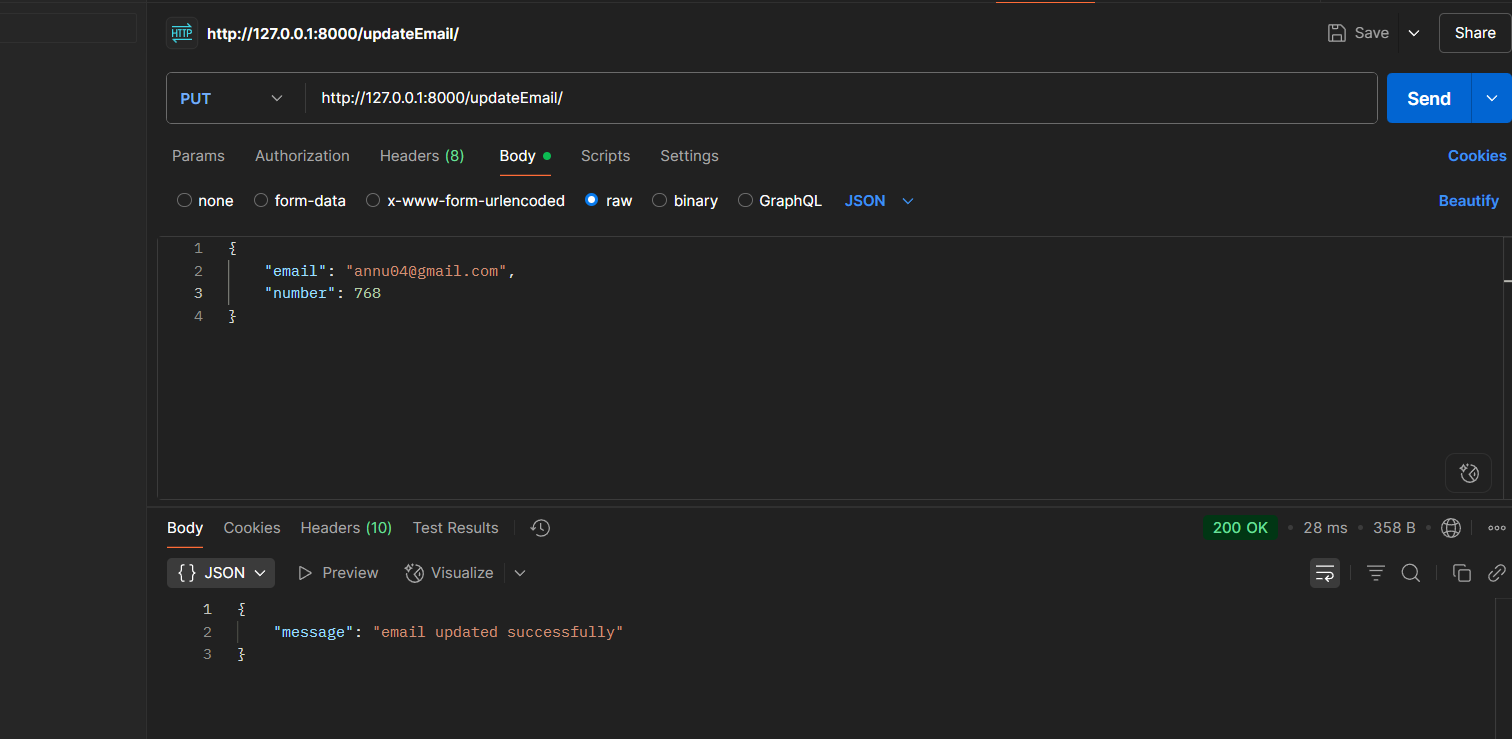 HTTP http://127.0.0.1:8000/updateEmail/ Save Share
PUT http://127.0.0.1:8000/updateEmail/ Send
Params Authorization Headers (8) Body Scripts Settings Cookies
none form-data x-www-form-urlencoded raw binary GraphQL JSON Beautify
1 {
2 "email": "annu04@gmail.com",
3 "number": 768
4 }
Body Cookies Headers (10) Test Results 200 OK • 28 ms • 358 B •
{} JSON Preview Visualize
1 {
2 "message": "email updated successfully"
3 }